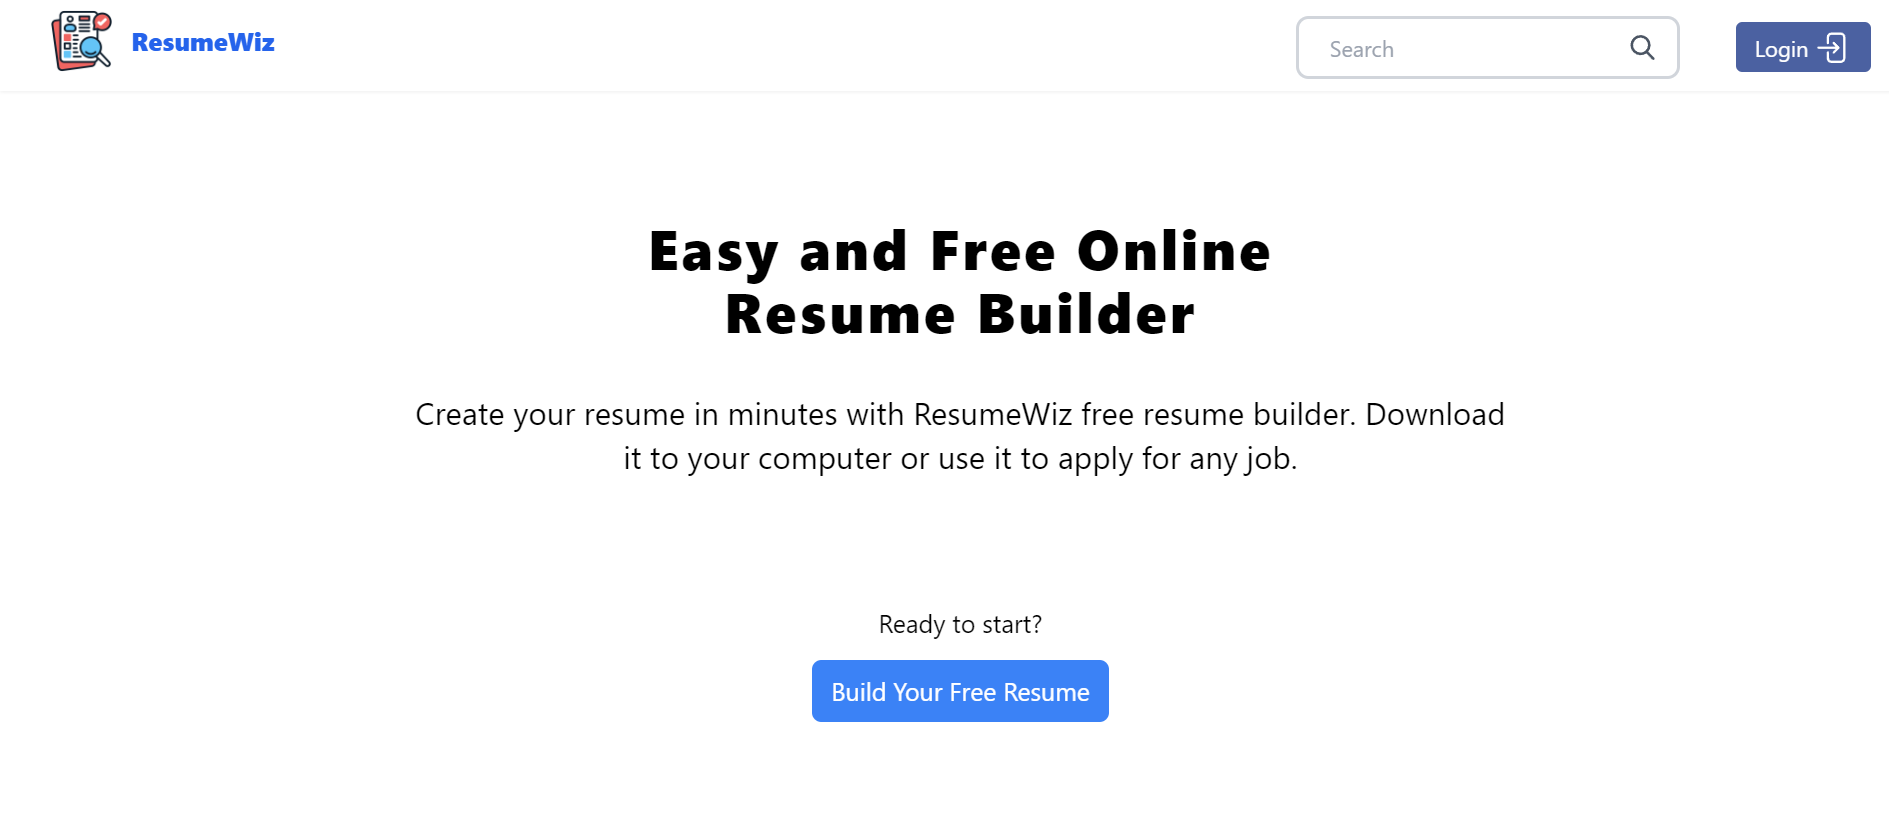 ResumeWiz
Search
Login
Easy and Free Online
Resume Builder
Create your resume in minutes with ResumeWiz free resume builder. Download
it to your computer or use it to apply for any job.
Ready to start?
Build Your Free Resume